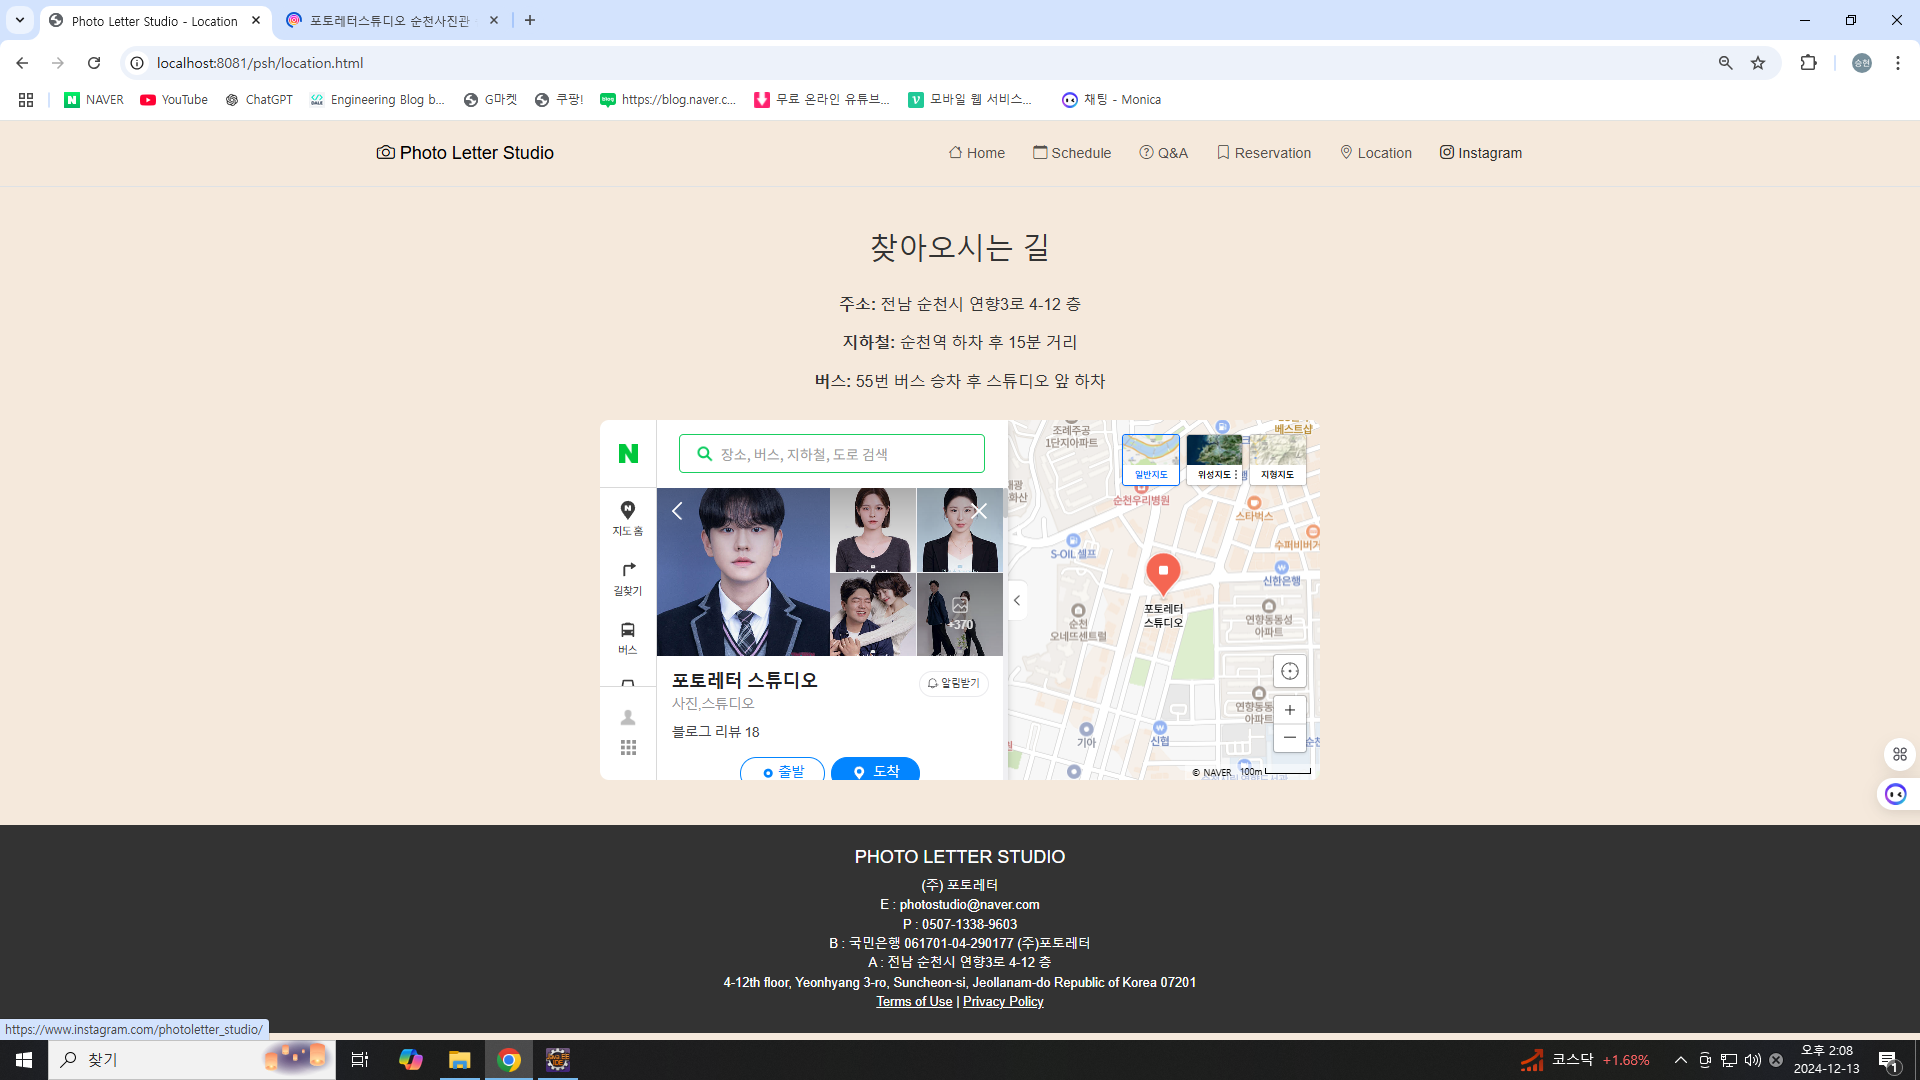 Photo Letter Studio - Location
포토레터스튜디오 순천사진관
localhost:8081/psh/location.html
승현
NAVER
YouTube
ChatGPT
Engineering Blog b...
G마켓
쿠팡!
https://blog.naver.c...
무료 온라인 유튜브...
모바일 웹 서비스...
채팅 - Monica
Photo Letter Studio
Home
Schedule
Q&A
Reservation
Location
Instagram
찾아오시는 길
주소: 전남 순천시 연향3로 4-12 층
지하철: 순천역 하차 후 15분 거리
버스: 55번 버스 승차 후 스튜디오 앞 하차
장소, 버스, 지하철, 도로 검색
지도 홈
길찾기
버스
+370
포토레터 스튜디오
알림받기
사진,스튜디오
블로그 리뷰 18
출발
도착
조례주공
1단지아파트
베스트샵
일반지도
위성지도
지형지도
순천우리병원
스타벅스
수퍼비버거
S-OIL 셀프
신한은행
포토레터
스튜디오
순천
오네뜨센트럴
연향동동성
아파트
연향동동
아파트
기아
신협
© NAVER
100m
PHOTO LETTER STUDIO
(주) 포토레터
E : photostudio@naver.com
P : 0507-1338-9603
B : 국민은행 061701-04-290177 (주)포토레터
A : 전남 순천시 연향3로 4-12 층
4-12th floor, Yeonhyang 3-ro, Suncheon-si, Jeollanam-do Republic of Korea 07201
Terms of Use | Privacy Policy
https://www.instagram.com/photoletter_studio/
찾기
코스닥 +1.68%
오후 2:08
2024-12-13
1